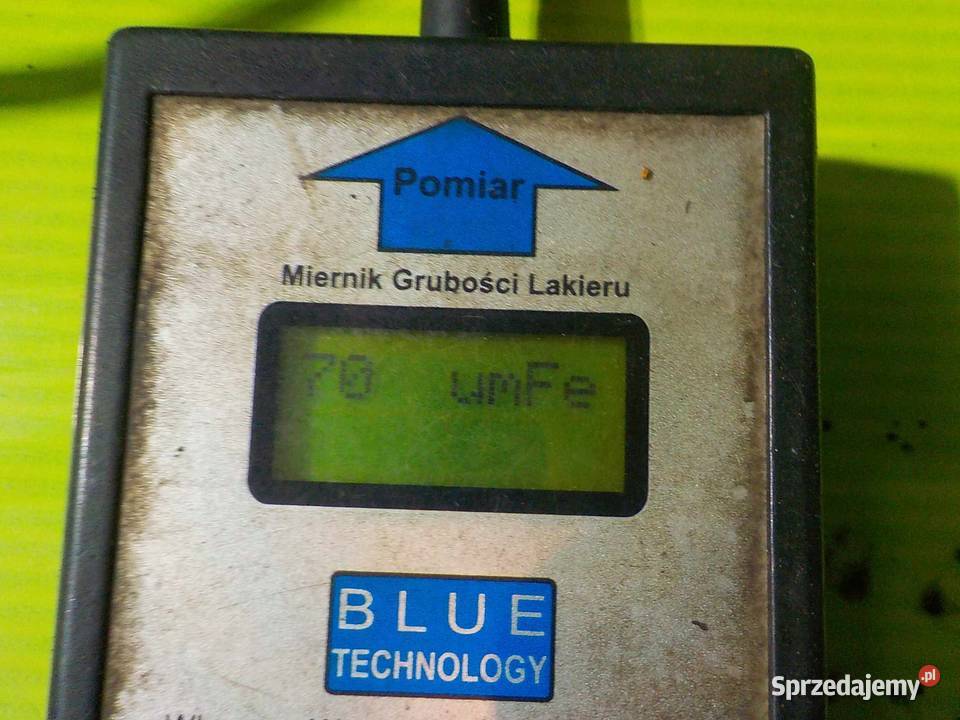 Pomiar
Miernik Grubości Lakieru
70 umFe
BLUE
TECHNOLOGY
Sprzedajemy.pl